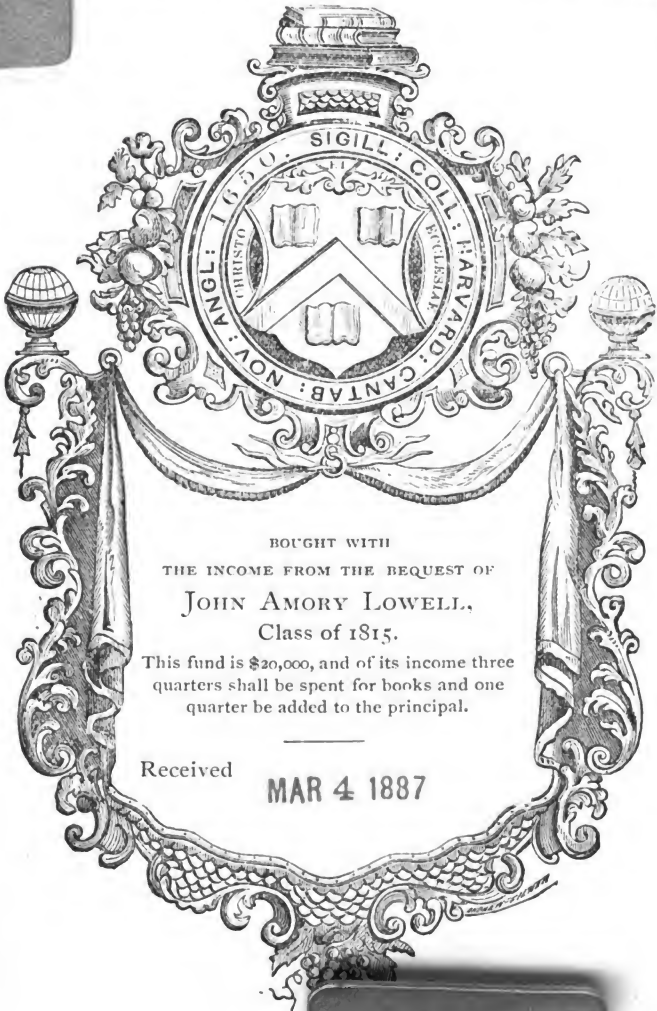 SIGILL: COLL: HARVARD: CANTAB: NOV: ANGL: 1650.
ET
CHRISTO
ECCLESIAE
BOUGHT WITH
THE INCOME FROM THE BEQUEST OF
JOHN AMORY LOWELL,
Class of 1815.
This fund is $20,000, and of its income three
quarters shall be spent for books and one
quarter be added to the principal.
Received
MAR 4 1887